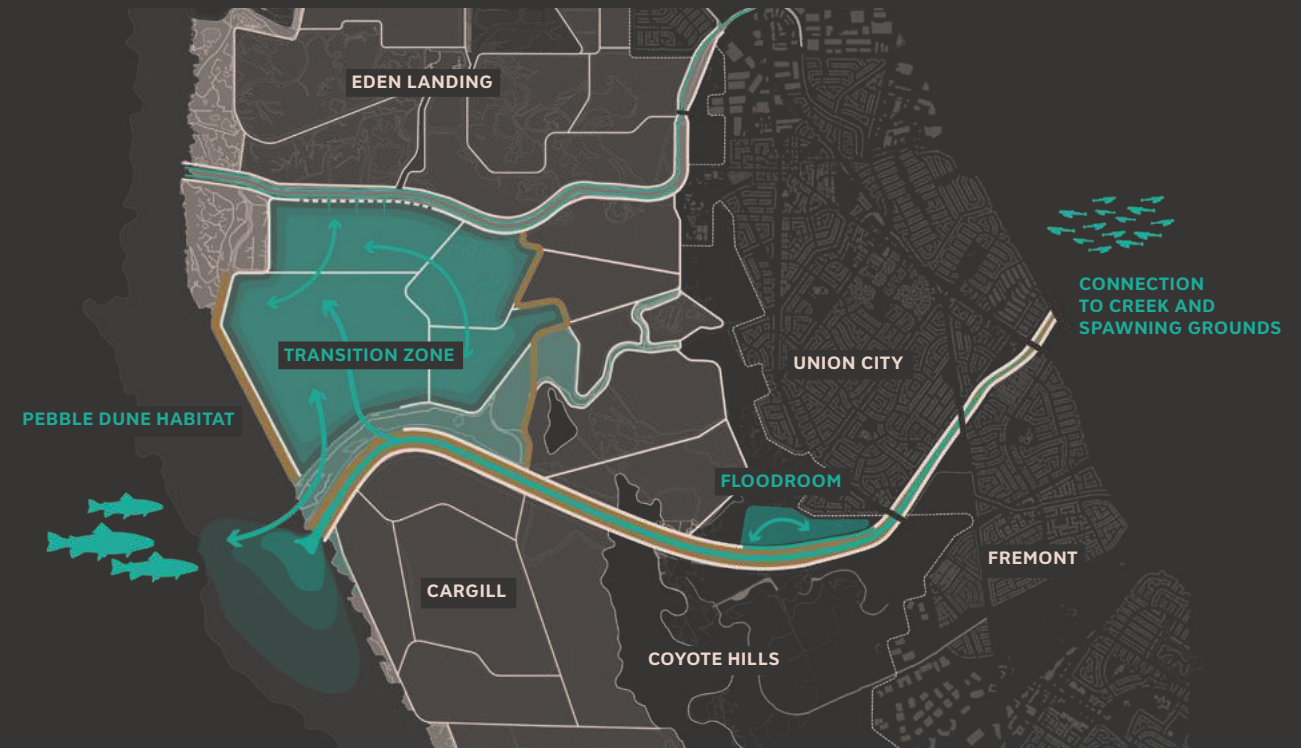 EDEN LANDING
CONNECTION
TO CREEK AND
SPAWNING GROUNDS
TRANSITION ZONE
UNION CITY
PEBBLE DUNE HABITAT
FLOODROOM
FREMONT
CARGILL
COYOTE HILLS